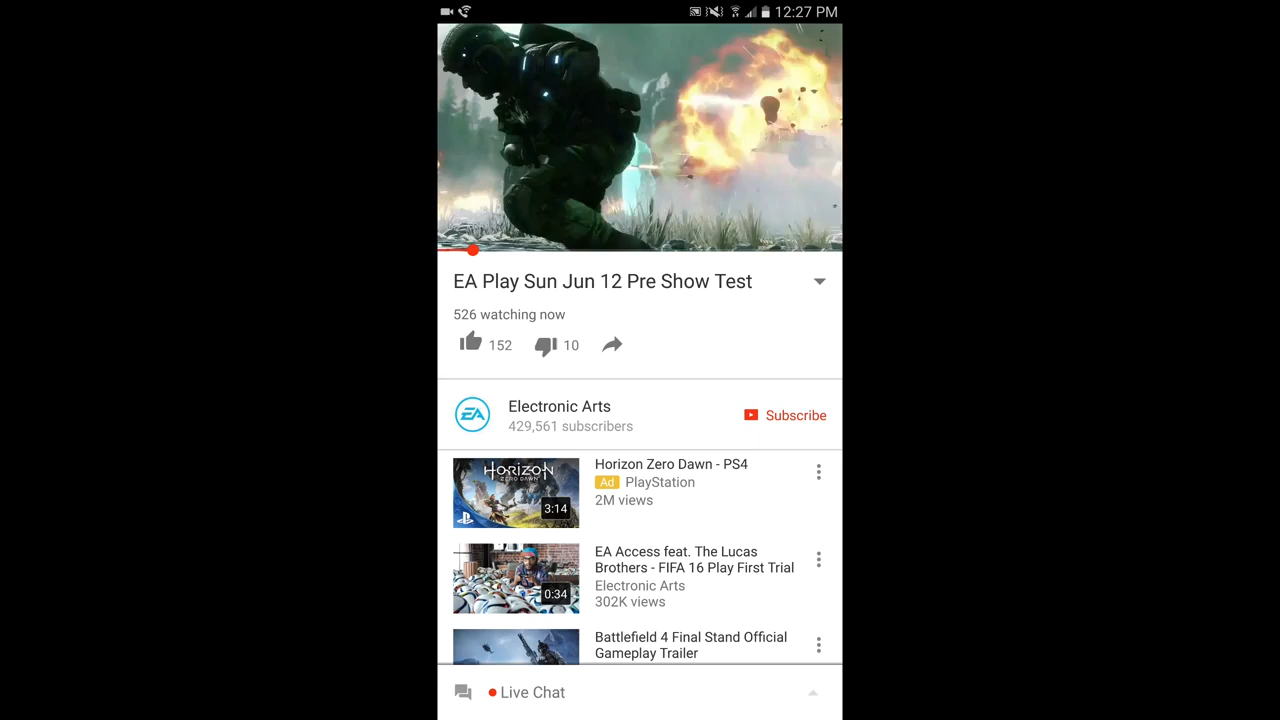 12:27 PM
EA Play Sun Jun 12 Pre Show Test
526 watching now
152 10
EA
Electronic Arts
429,561 subscribers
Subscribe
HORIZON
ZERO DAWN
3:14
Horizon Zero Dawn - PS4
Ad PlayStation
2M views
0:34
EA Access feat. The Lucas
Brothers - FIFA 16 Play First Trial
Electronic Arts
302K views
Battlefield 4 Final Stand Official
Gameplay Trailer
Live Chat